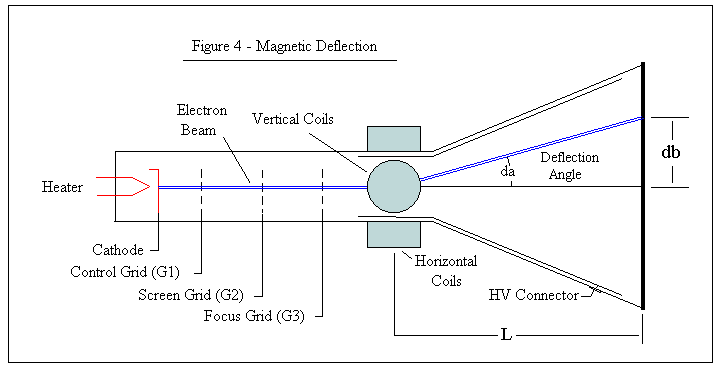 Figure 4 - Magnetic Deflection
Electron
Beam
Vertical Coils
Heater
da
Deflection
Angle
db
Cathode
Control Grid (G1)
Screen Grid (G2)
Focus Grid (G3)
Horizontal
Coils
HV Connector
L